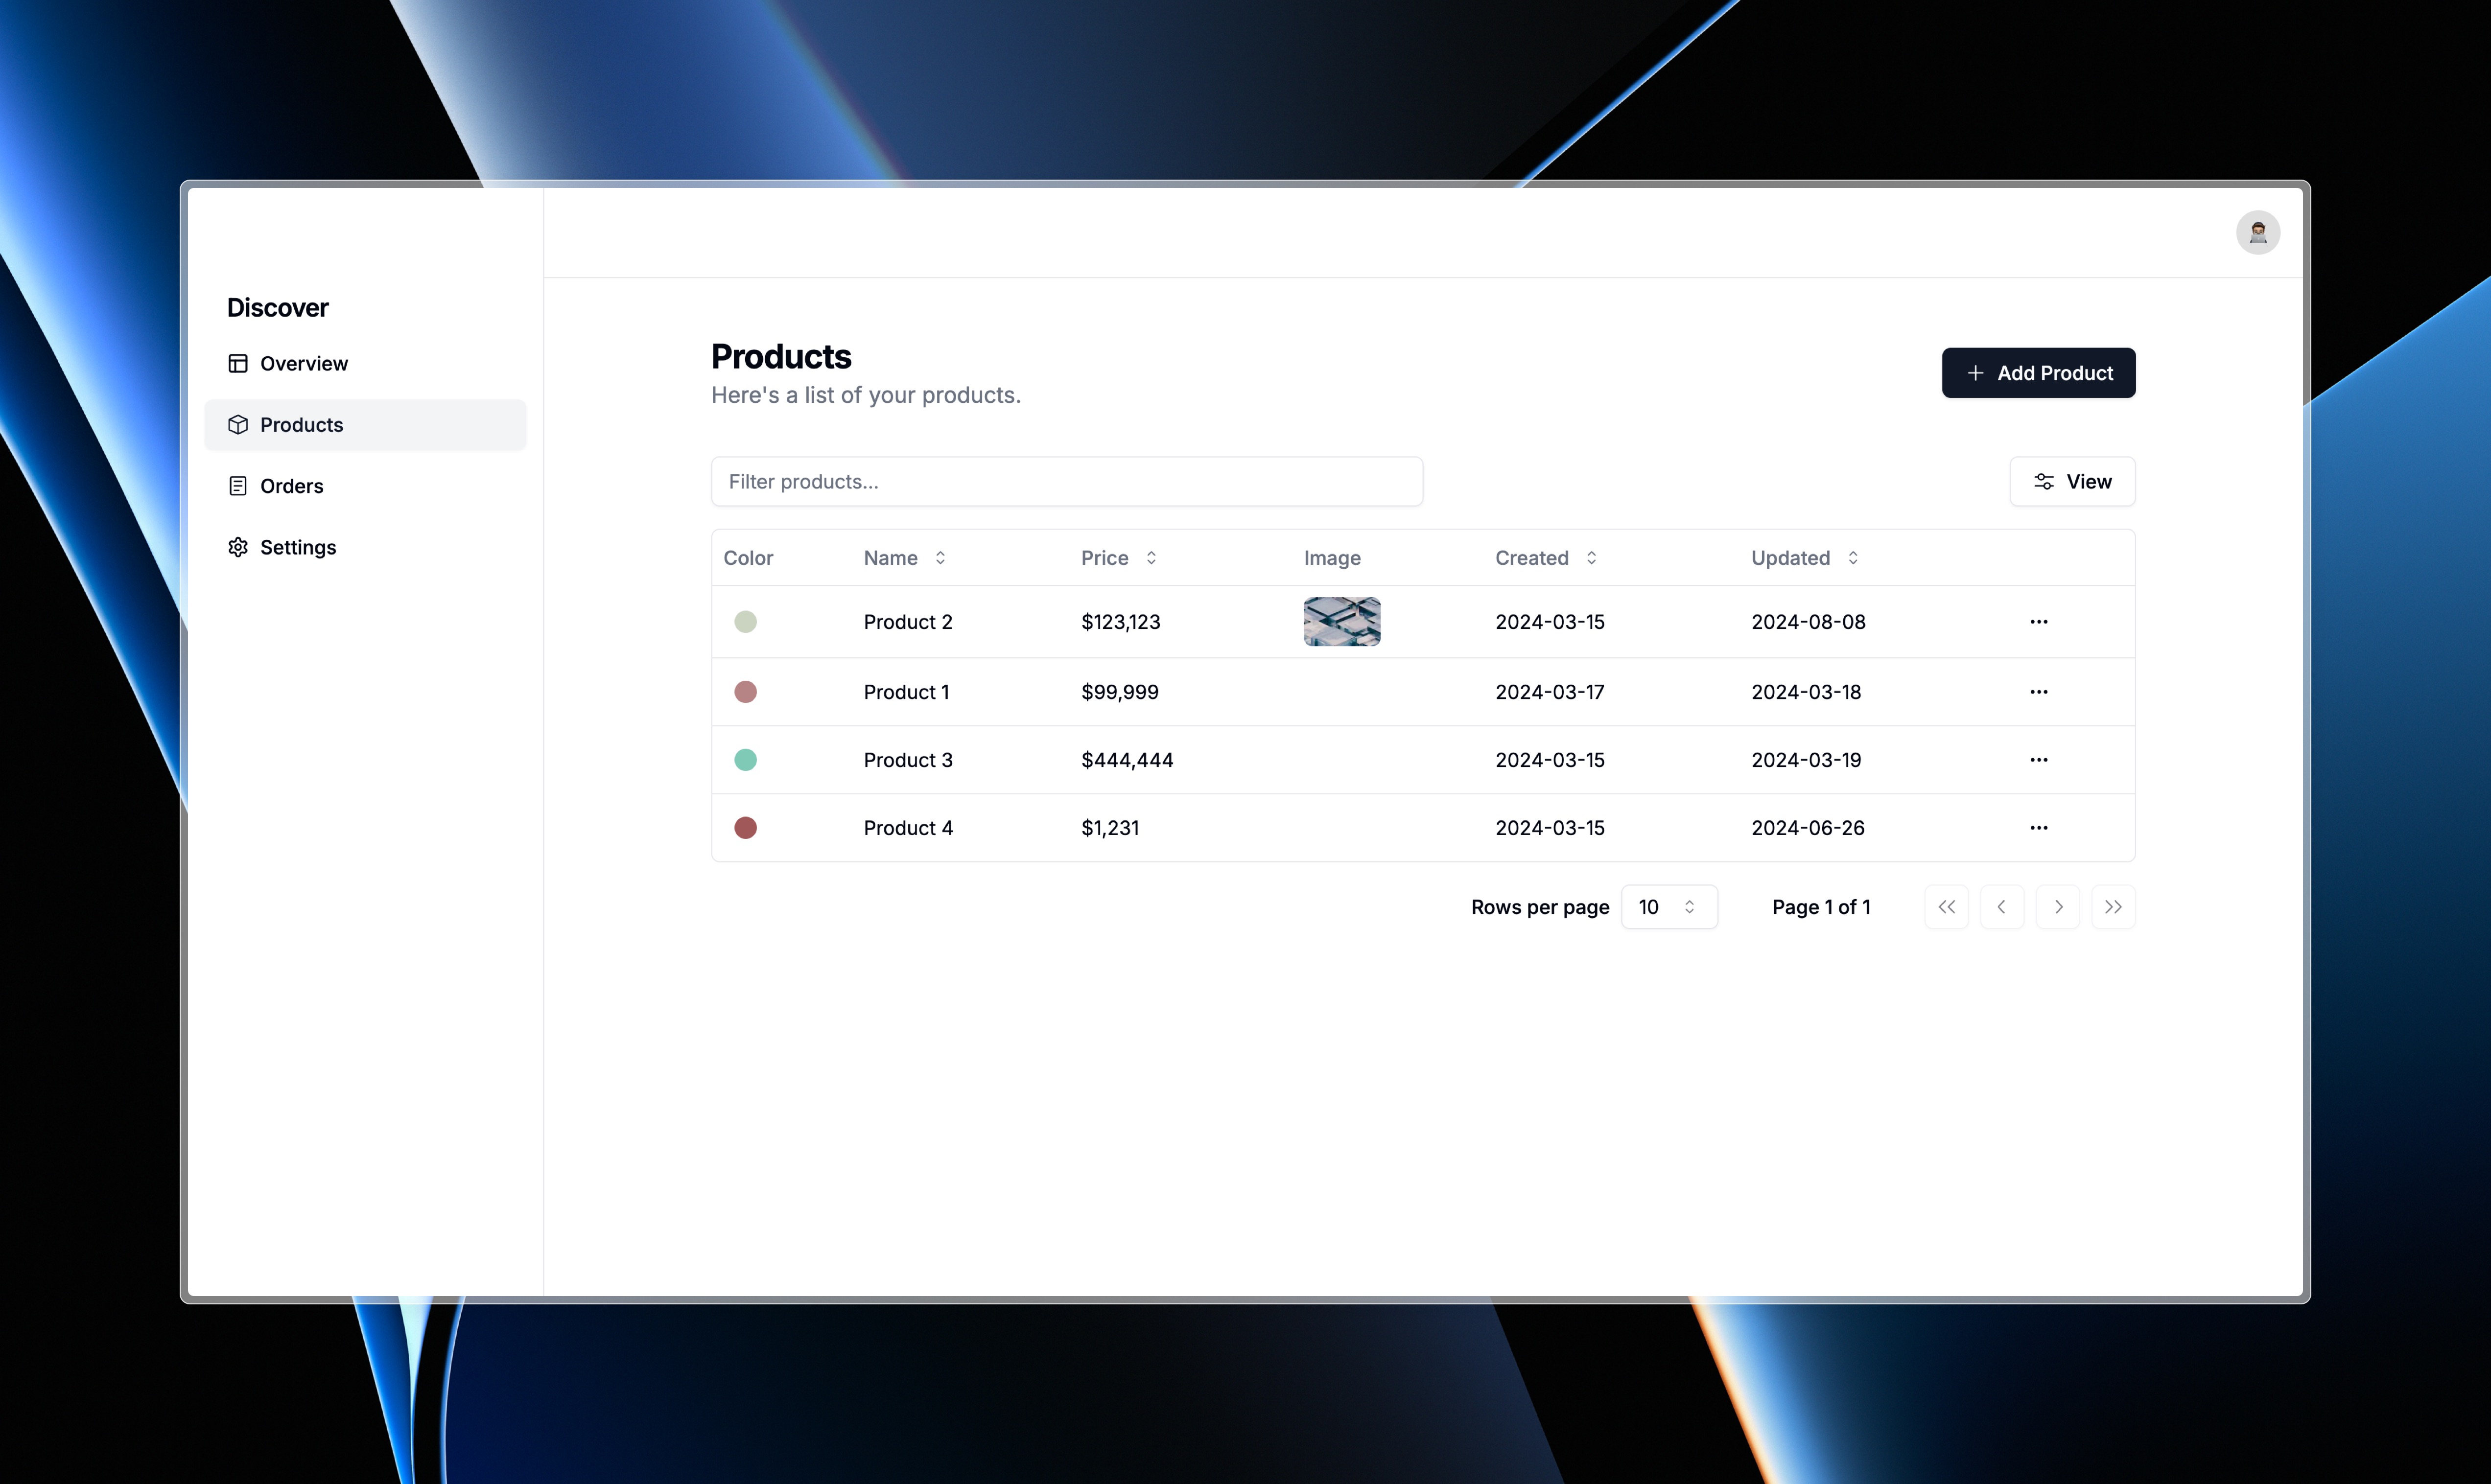 Discover
Overview
Products
Orders
Settings
Products
Here's a list of your products.
Add Product
Filter products...
View
Color Name Price Image Created Updated
Product 2 $123,123 2024-03-15 2024-08-08
Product 1 $99,999 2024-03-17 2024-03-18
Product 3 $444,444 2024-03-15 2024-03-19
Product 4 $1,231 2024-03-15 2024-06-26
Rows per page 10 Page 1 of 1